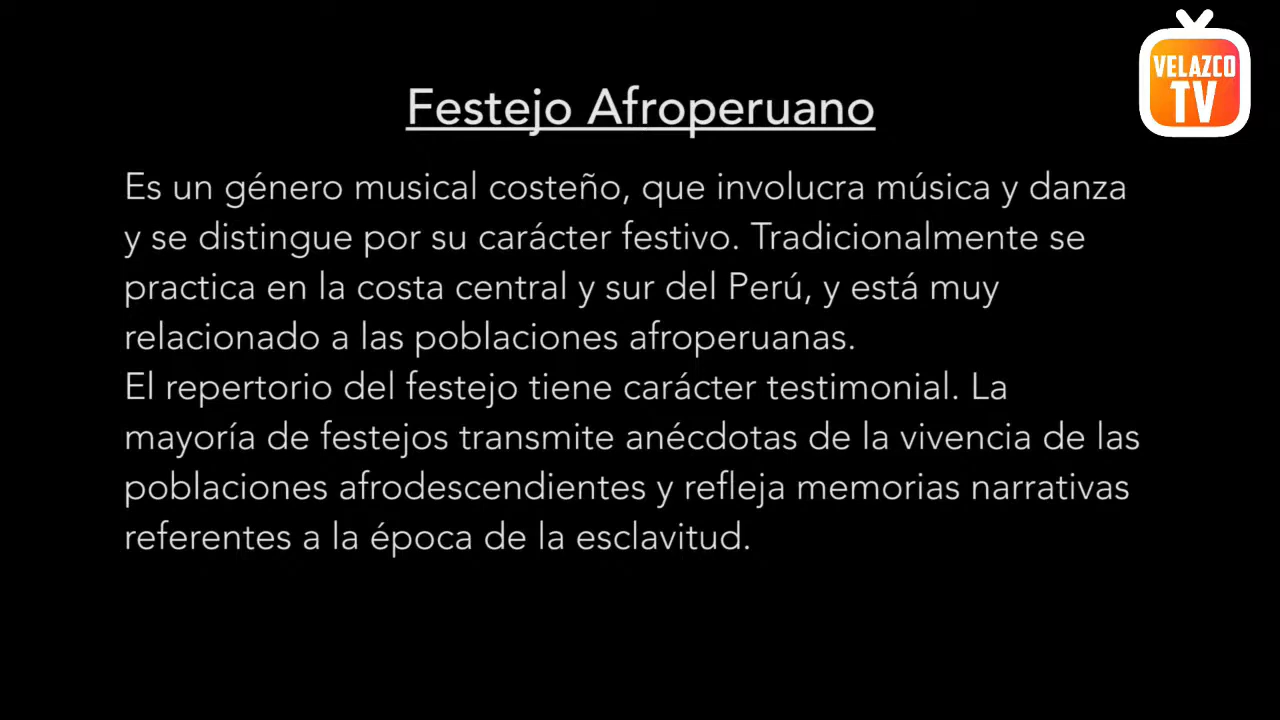 VELAZCO
TV
Festejo Afroperuano
Es un género musical costeño, que involucra música y danza
y se distingue por su carácter festivo. Tradicionalmente se
practica en la costa central y sur del Perú, y está muy
relacionado a las poblaciones afroperuanas.
El repertorio del festejo tiene carácter testimonial. La
mayoría de festejos transmite anécdotas de la vivencia de las
poblaciones afrodescendientes y refleja memorias narrativas
referentes a la época de la esclavitud.